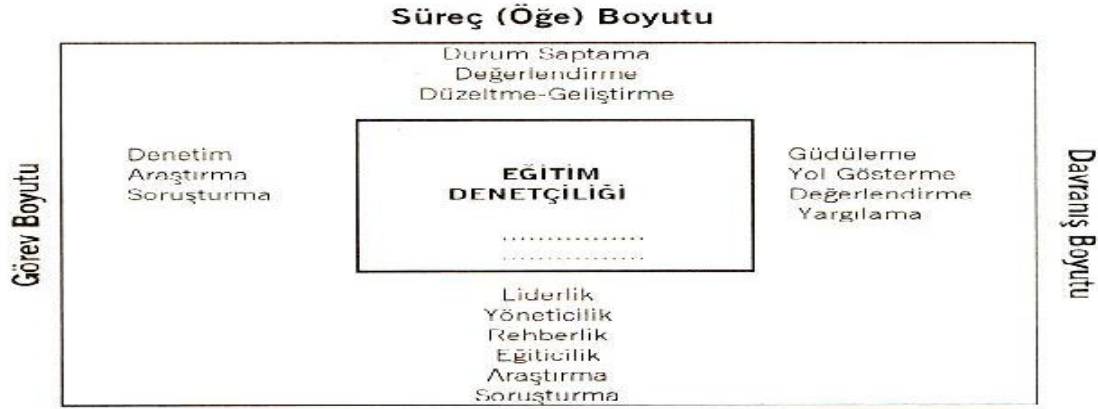 Süreç (Öğe) Boyutu
Durum Saptama
Değerlendirme
Düzeltme-Geliştirme
Görev Boyutu
Denetim
Araştırma
Soruşturma
EĞİTİM
DENETÇİLİĞİ
....................
....................
Güdüleme
Yol Gösterme
Değerlendirme
Yargılama
Davranış Boyutu
Liderlik
Yöneticilik
Rehberlik
Eğiticilik
Araştırma
Soruşturma